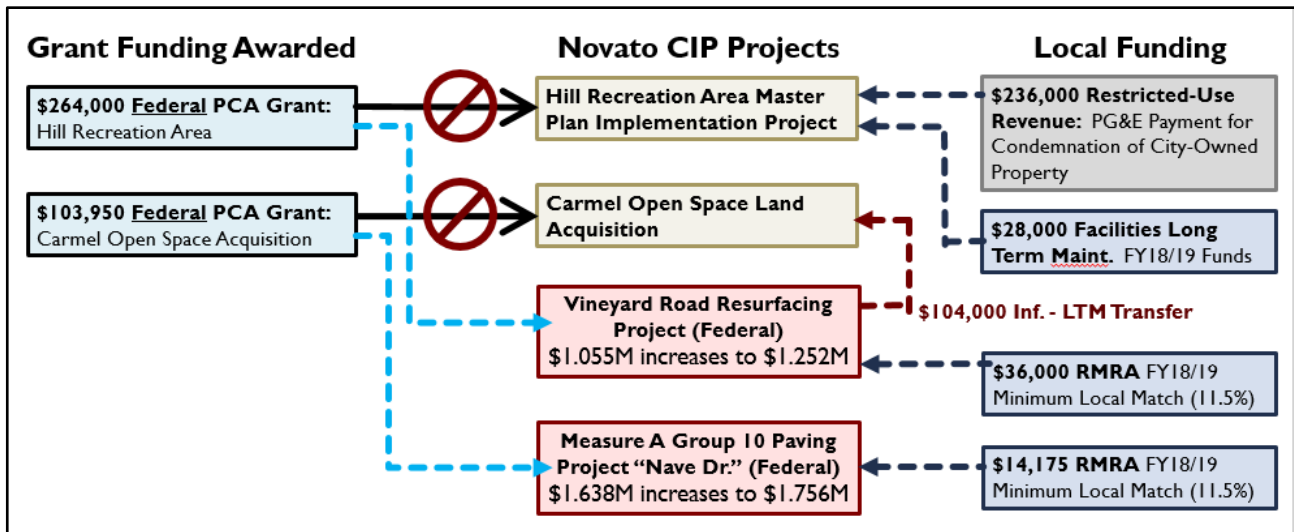 Grant Funding Awarded
Novato CIP Projects
Local Funding
$264,000 Federal PCA Grant:
Hill Recreation Area
$103,950 Federal PCA Grant:
Carmel Open Space Acquisition
Hill Recreation Area Master
Plan Implementation Project
Carmel Open Space Land
Acquisition
Vineyard Road Resurfacing
Project (Federal)
$1.055M increases to $1.252M
Measure A Group 10 Paving
Project “Nave Dr.” (Federal)
$1.638M increases to $1.756M
$236,000 Restricted-Use
Revenue: PG&E Payment for
Condemnation of City-Owned
Property
$28,000 Facilities Long
Term Maint. FY18/19 Funds
$104,000 Inf. - LTM Transfer
$36,000 RMRA FY18/19
Minimum Local Match (11.5%)
$14,175 RMRA FY18/19
Minimum Local Match (11.5%)